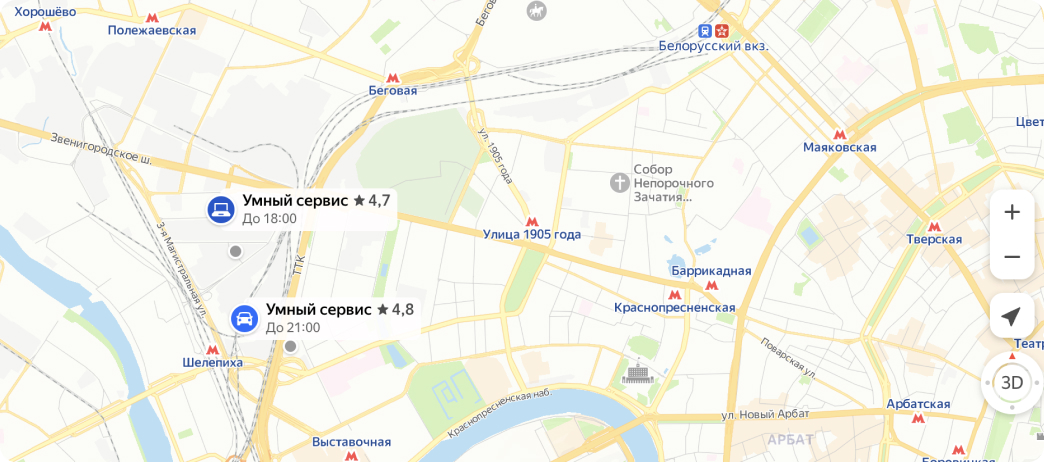 Хорошёво
Полежаевская
Бегов
Беговая
Белорусский вкз.
Звенигородское ш.
ул. 1905 года
Маяковская
Цвет
Собор
Непорочного
Зачатия...
Умный сервис ★ 4,7
До 18:00
3-я Магистральная ул.
ТТК
Улица 1905 года
Тверская
Баррикадная
Краснопресненская
Умный сервис ★ 4,8
До 21:00
Шелепиха
Поварская ул.
Театр
3D
Краснопресненская наб.
ул. Новый Арбат
Арбатская
АРБАТ
Выставочная
Боровицкая